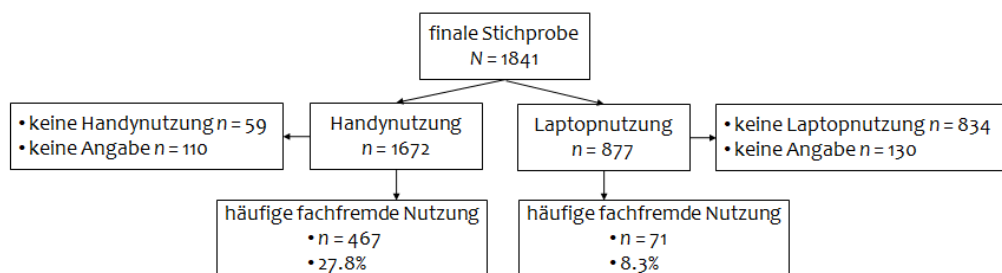 finale Stichprobe
N = 1841
• keine Handynutzung n = 59
• keine Angabe n = 110
Handynutzung
n = 1672
Laptopnutzung
n = 877
• keine Laptopnutzung n = 834
• keine Angabe n = 130
häufige fachfremde Nutzung
• n = 467
• 27.8%
häufige fachfremde Nutzung
• n = 71
• 8.3%